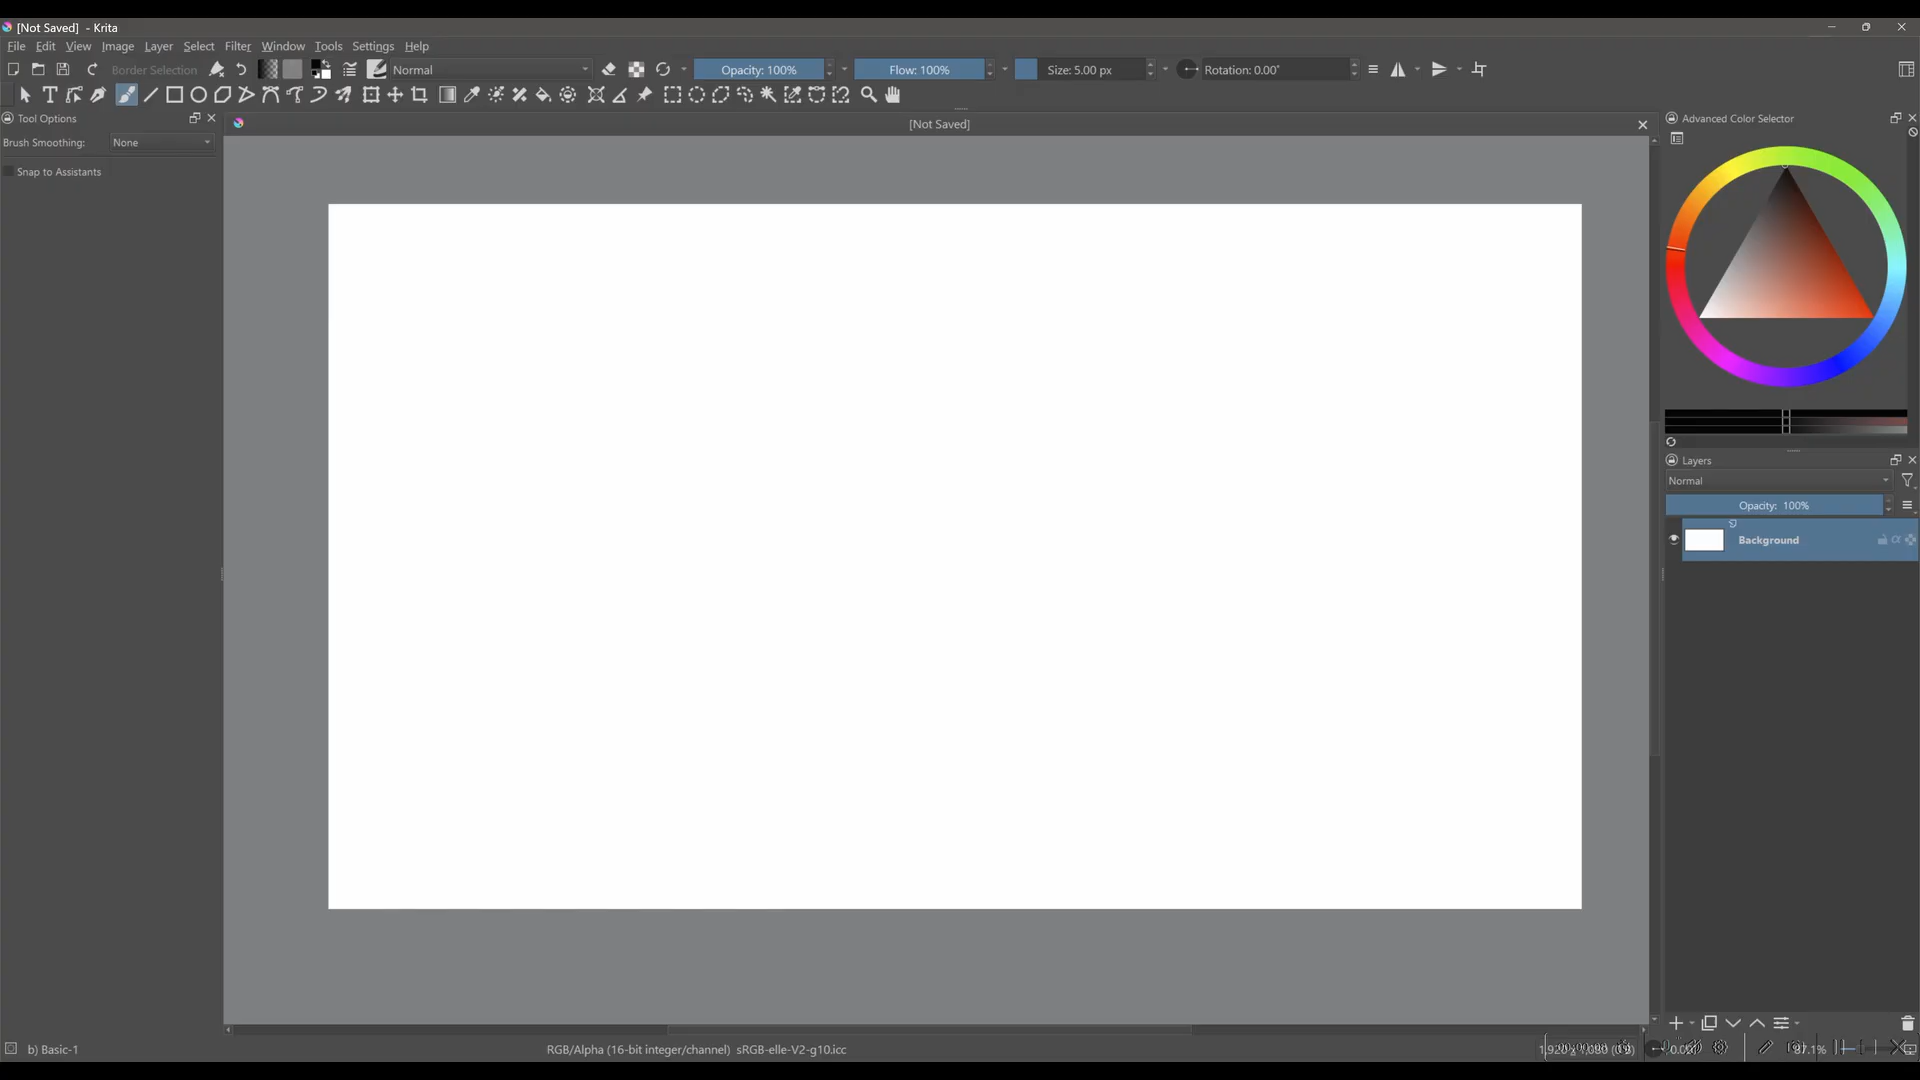 [Not Saved] - Krita
File Edit View Image Layer Select Filter Window Tools Settings Help
Border Selection Normal Opacity: 100% Flow: 100% Size: 5.00 px Rotation: 0.00°
Tool Options
[Not Saved]
Advanced Color Selector
Brush Smoothing: None
Snap to Assistants
Layers
Normal
Opacity: 100%
Background
b) Basic-1
RGB/Alpha (16-bit integer/channel) sRGB-elle-V2-g10.icc